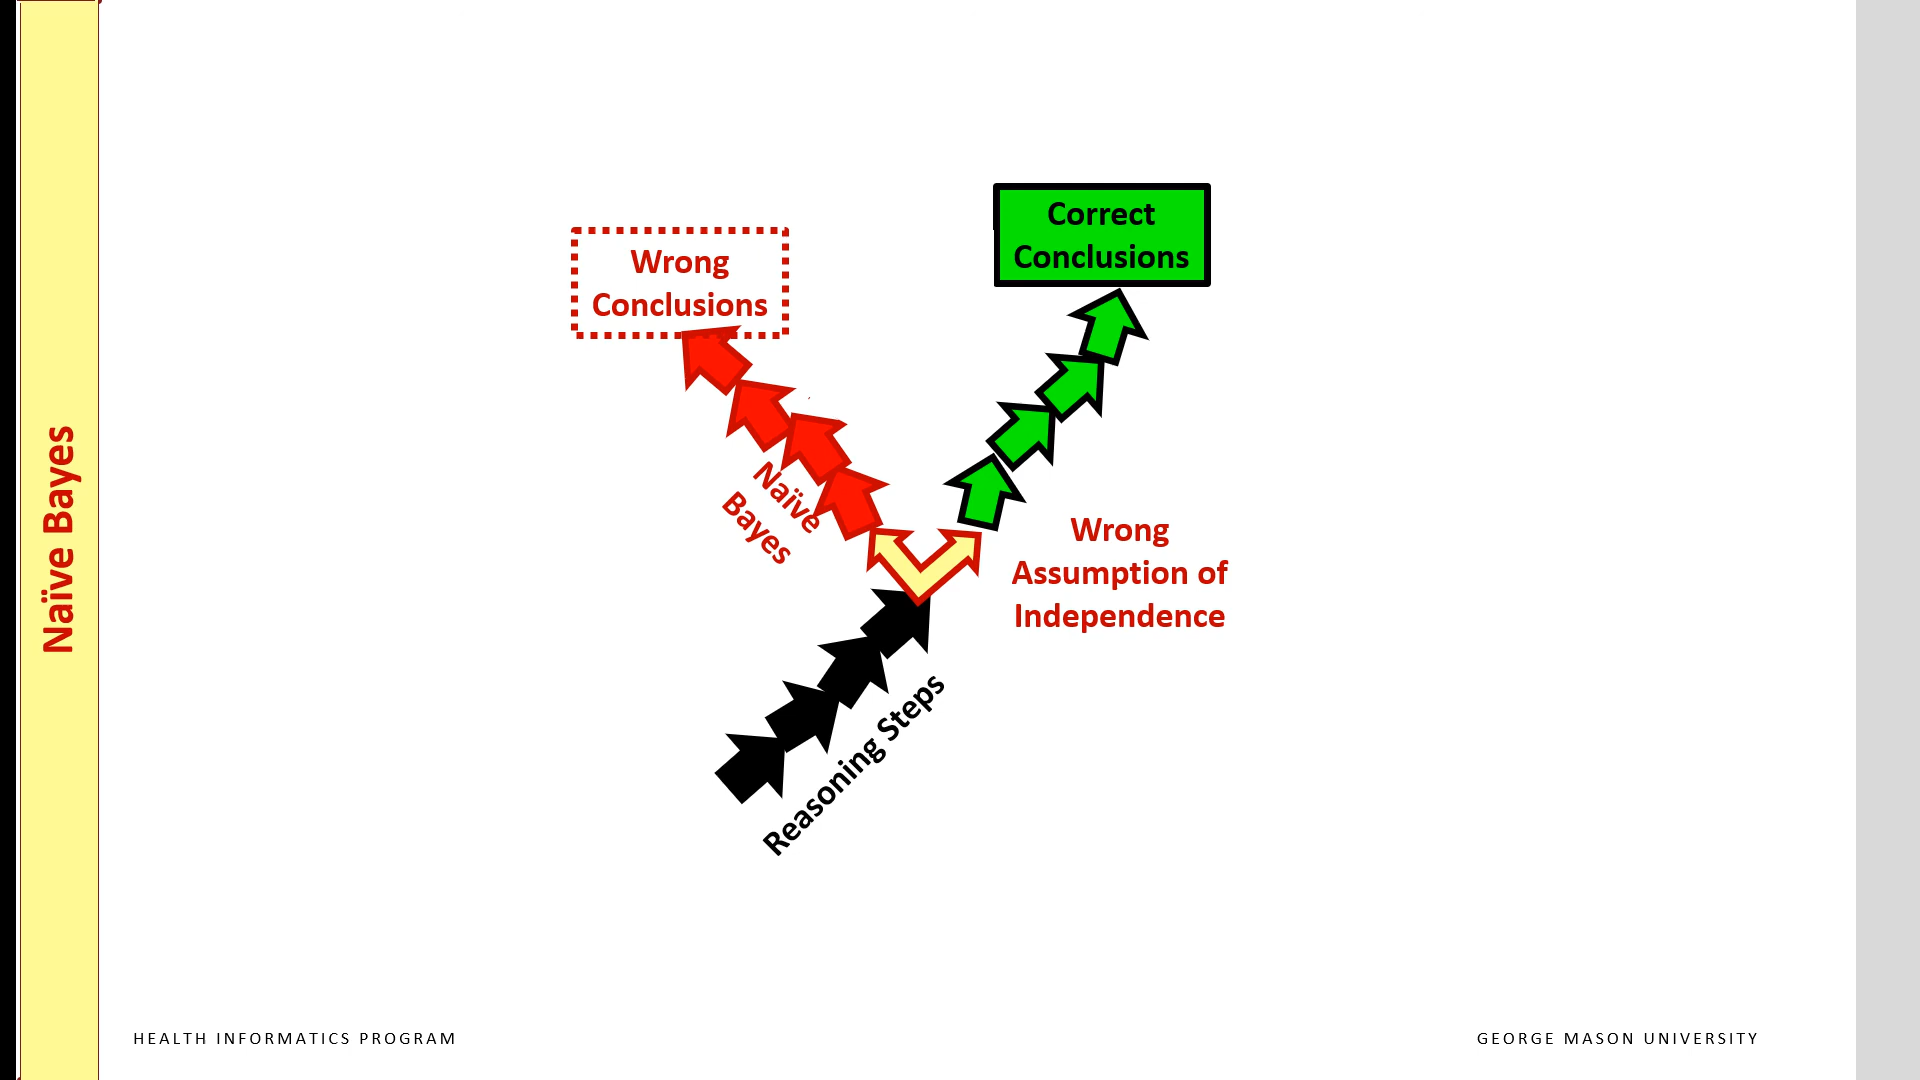 Naïve Bayes
Correct
Conclusions
Wrong
Conclusions
Naïve
Bayes
Wrong
Assumption of
Independence
Reasoning Steps
HEALTH INFORMATICS PROGRAM
GEORGE MASON UNIVERSITY